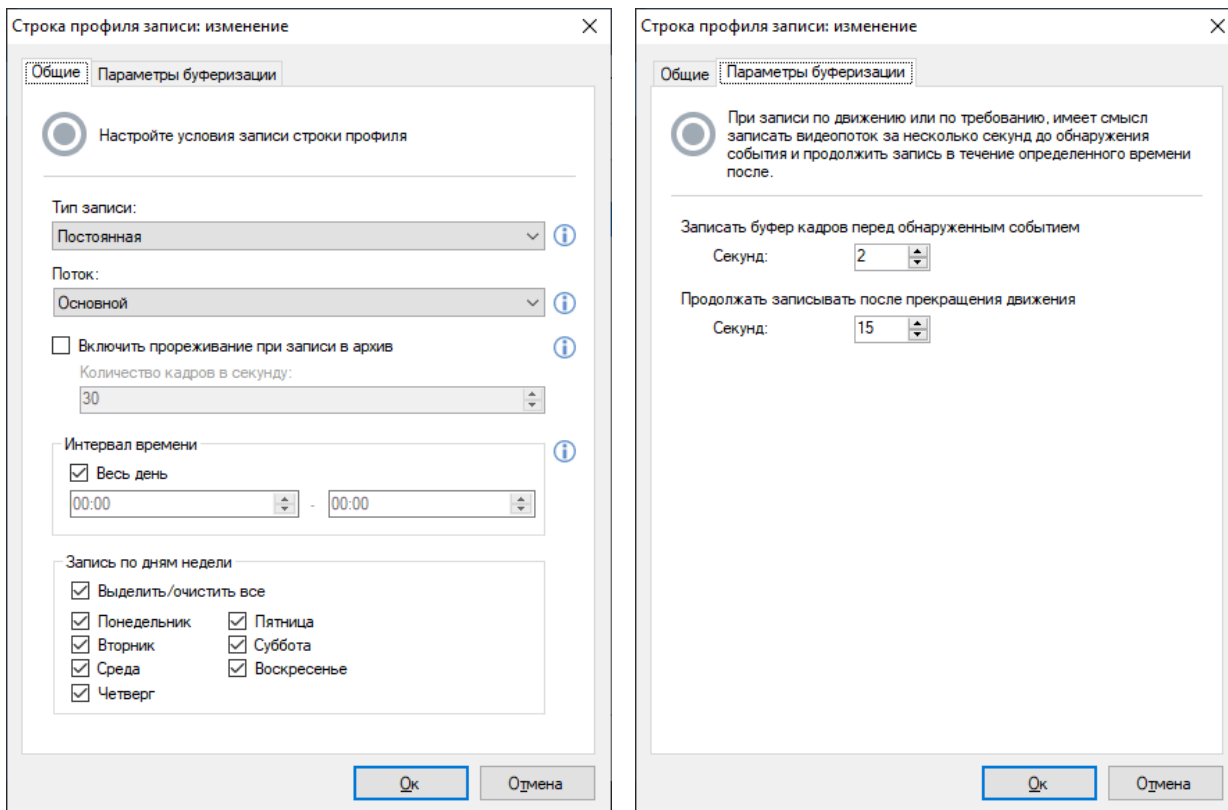 Строка профиля записи: изменение
Общие
Параметры буферизации
Настройте условия записи строки профиля
Тип записи:
Постоянная
Поток:
Основной
Включить прореживание при записи в архив
Количество кадров в секунду:
30
Интервал времени
Весь день
00:00 - 00:00
Запись по дням недели
Выделить/очистить все
Понедельник
Вторник
Среда
Четверг
Пятница
Суббота
Воскресенье
Ок
Отмена
Строка профиля записи: изменение
Общие
Параметры буферизации
При записи по движению или по требованию, имеет смысл
записать видеопоток за несколько секунд до обнаружения
события и продолжить запись в течение определенного времени
после.
Записать буфер кадров перед обнаруженным событием
Секунд: 2
Продолжать записывать после прекращения движения
Секунд: 15
Ок
Отмена